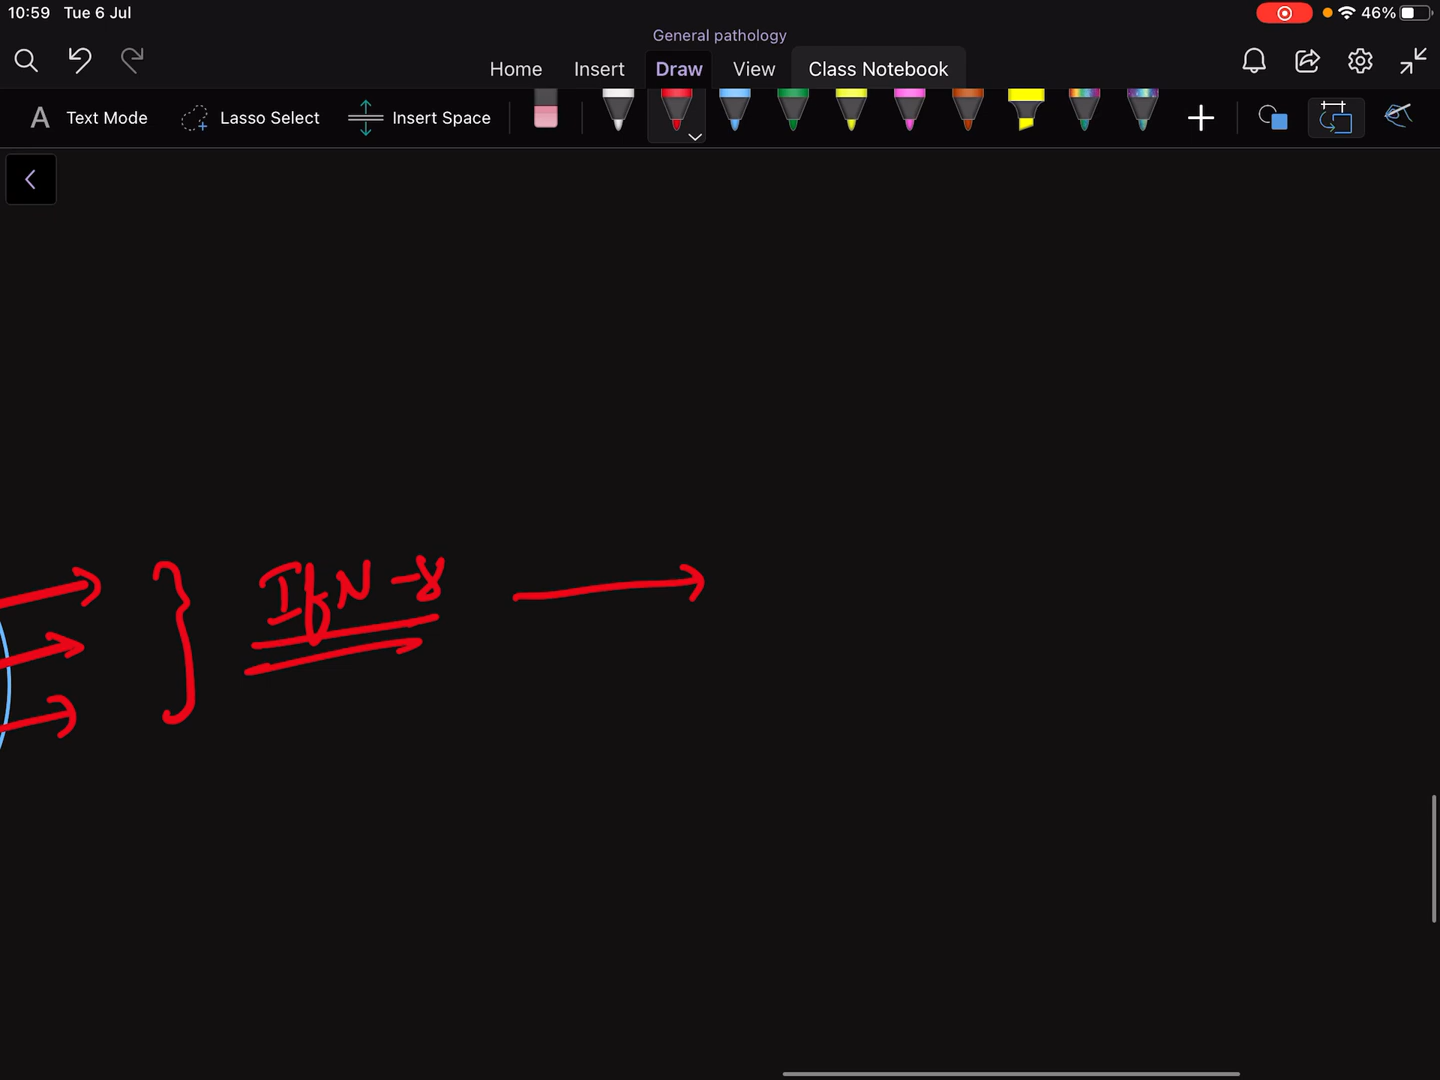 10:59 Tue 6 Jul
46%
General pathology
Home Insert Draw View Class Notebook
A Text Mode Lasso Select Insert Space
IfN-γ